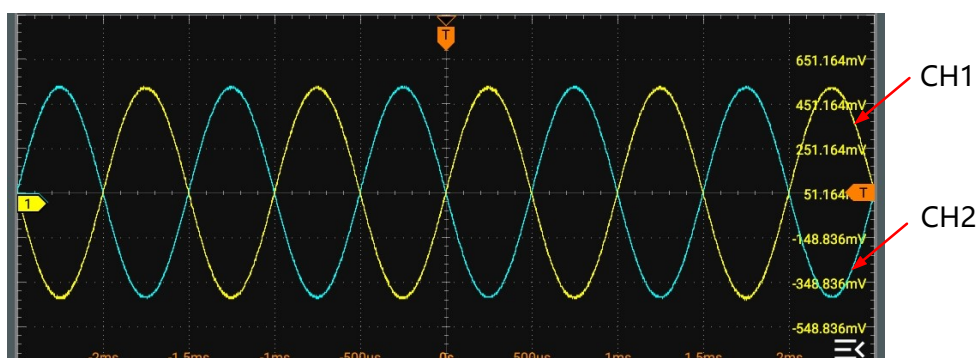 T
651.164mV
CH1
451.164mV
251.164mV
1
51.164m
T
-148.836mV
CH2
-348.836mV
-548.836mV
-2ms -1.5ms -1ms -500us 0s 500us 1ms 1.5ms 2ms